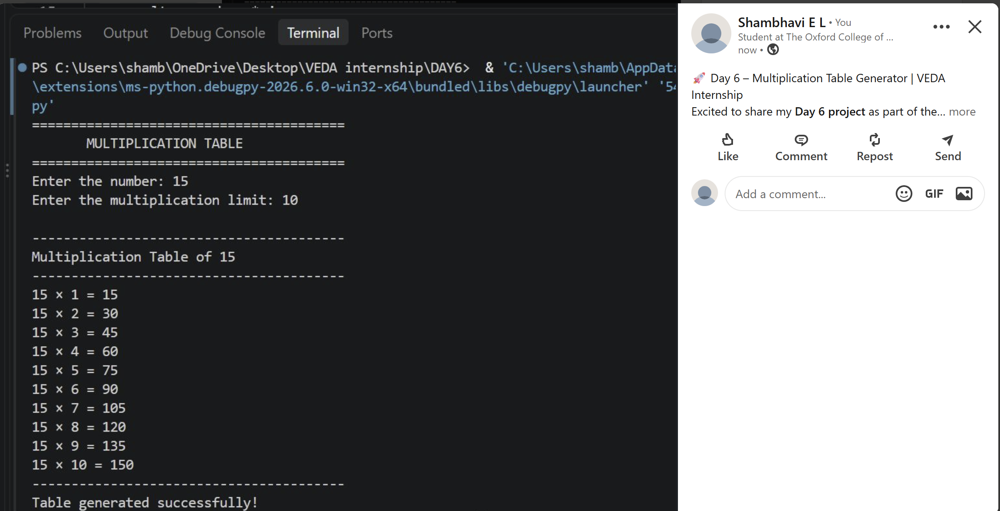 Problems Output Debug Console Terminal Ports
PS C:\Users\shamb\OneDrive\Desktop\VEDA internship\DAY6>  & 'C:\Users\shamb\AppData
\extensions\ms-python.debugpy-2026.6.0-win32-x64\bundled\libs\debugpy\launcher' '54
py'
========================================
       MULTIPLICATION TABLE
========================================
Enter the number: 15
Enter the multiplication limit: 10
----------------------------------------
Multiplication Table of 15
----------------------------------------
15 × 1 = 15
15 × 2 = 30
15 × 3 = 45
15 × 4 = 60
15 × 5 = 75
15 × 6 = 90
15 × 7 = 105
15 × 8 = 120
15 × 9 = 135
15 × 10 = 150
----------------------------------------
Table generated successfully!
Shambhavi E L • You
Student at The Oxford College of ...
now •
🚀 Day 6 – Multiplication Table Generator | VEDA
Internship
Excited to share my Day 6 project as part of the... more
Like Comment Repost Send
Add a comment... GIF